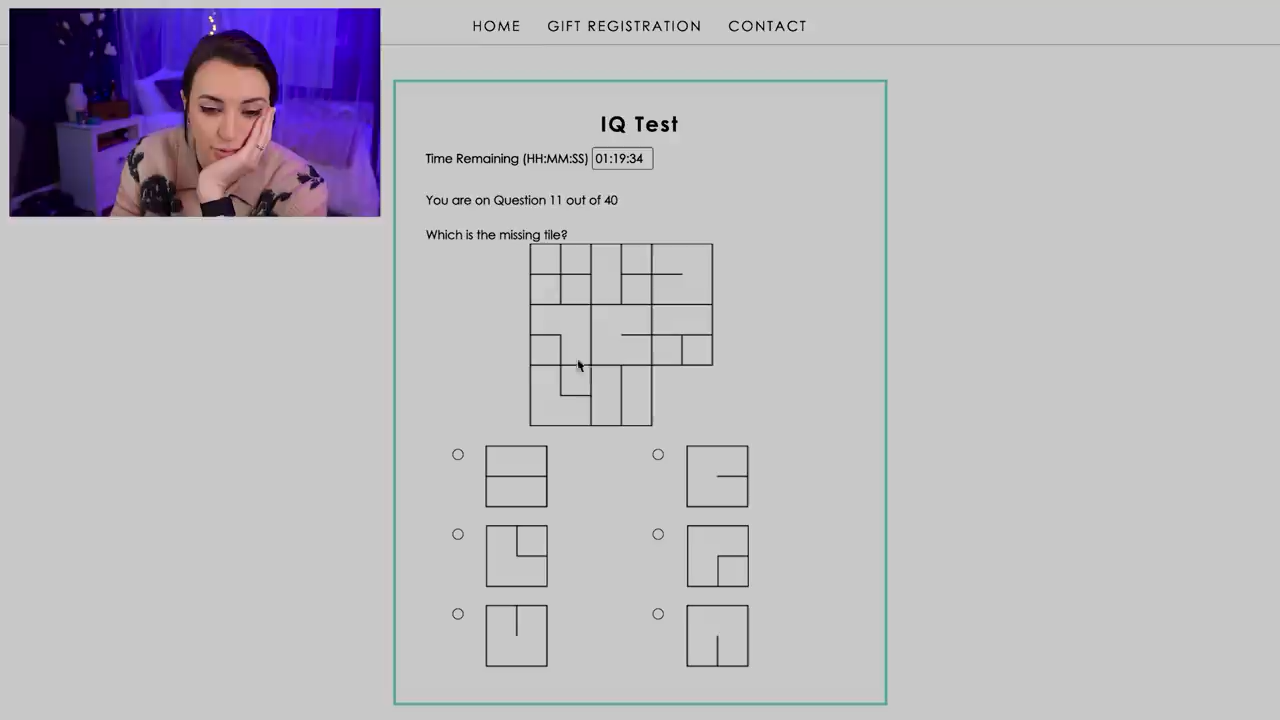 HOME GIFT REGISTRATION CONTACT
IQ Test
Time Remaining (HH:MM:SS) 01:19:34
You are on Question 11 out of 40
Which is the missing tile?